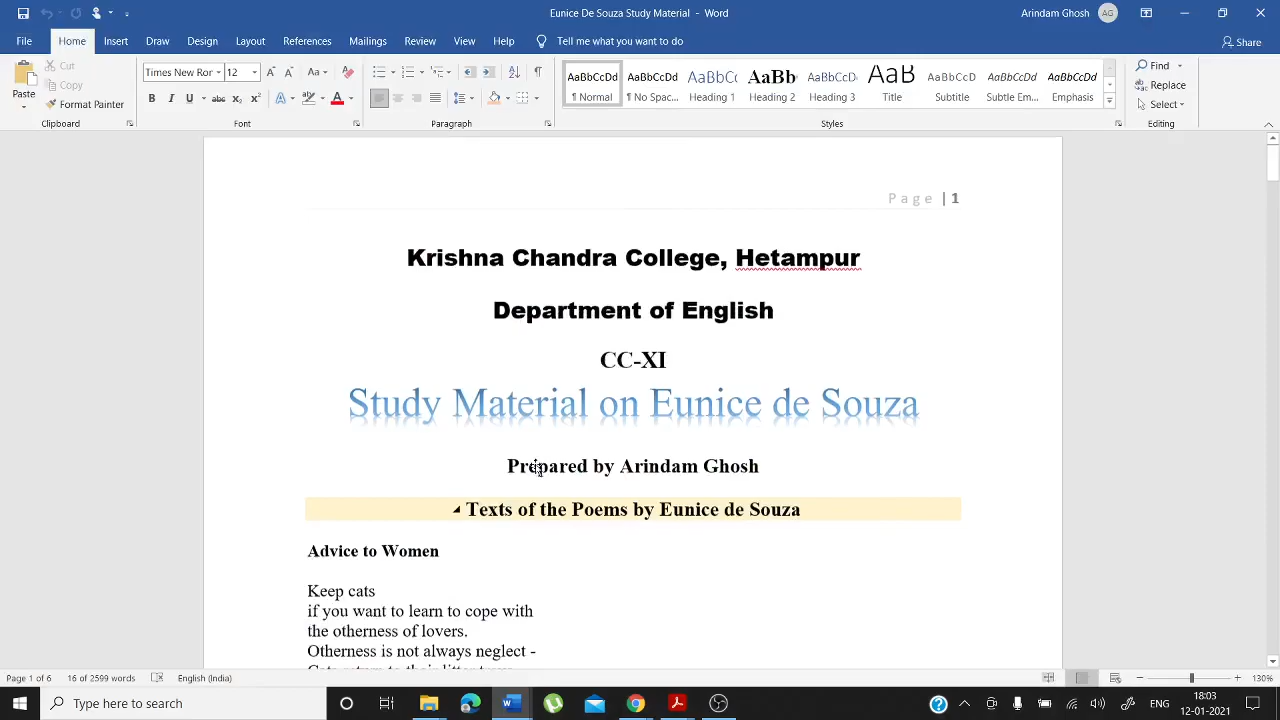 Eunice De Souza_Material - Word
Arindam Ghosh AG
File Home Insert Draw Design Layout References Mailings Review View Help Tell me what you want to do Share
Paste
Cut
Copy
Format Painter
Clipboard
Times New Ror 12
Font
Paragraph
AaBbCcDd AaBbCcDd AaBbCc AaBb AaBbCcD AaB AaBbCcD AaBbCcDd AaBbCcDd
¶ Normal ¶ No Spac... Heading 1 Heading 2 Heading 3 Title Subtitle Subtle Em... Emphasis
Styles
Find
Replace
Select
Editing
Page | 1
Krishna Chandra College, Hetampur
Department of English
CC-XI
Study Material on Eunice de Souza
Prepared by Arindam Ghosh
Texts of the Poems by Eunice de Souza
Advice to Women
Keep cats
if you want to learn to cope with
the otherness of lovers.
Otherness is not always neglect -
Page 1 of 6 16 of 2599 words English (India) 130%
Type here to search
18:03
12-01-2021